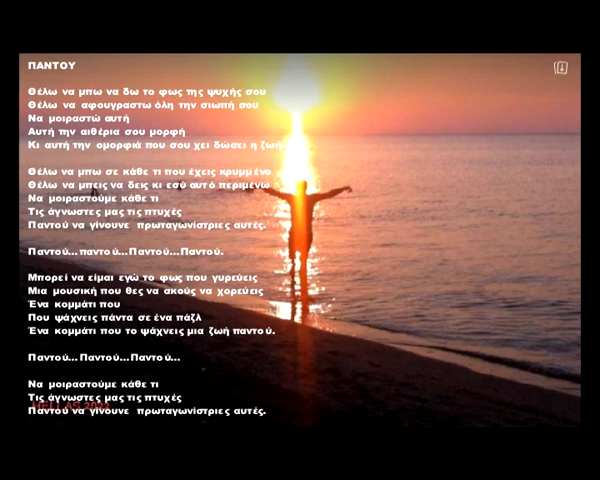 ΠΑΝΤΟΥ
Θέλω να μπω να δω το φως της ψυχής σου
Θέλω να αφουγραστω όλη την σιωπή σου
Να μοιραστώ αυτή
Αυτή την αιθέρια σου μορφή
Κι αυτή την ομορφιά που σου χει δώσει η ζωή
Θέλω να μπω σε κάθε τι που έχεις κρυμμένο
Θέλω να μπεις να δεις κι εσύ αυτό περιμένω
Να μοιραστούμε κάθε τι
Τις άγνωστες μας τις πτυχές
Παντού να γίνουνε πρωταγωνίστριες αυτές.
Παντού...παντού...Παντού...Παντού.
Μπορεί να είμαι εγώ το φως που γυρεύεις
Μια μουσική που θες να ακούς να χορεύεις
Ένα κομμάτι που
Που ψάχνεις πάντα σε ένα πάζλ
Ένα κομμάτι που το ψάχνεις μια ζωή παντού.
Παντού...Παντού...Παντού...
Να μοιραστούμε κάθε τι
Τις άγνωστες μας τις πτυχές
Παντού να γίνουνε πρωταγωνίστριες αυτές.
HELLAS 2022